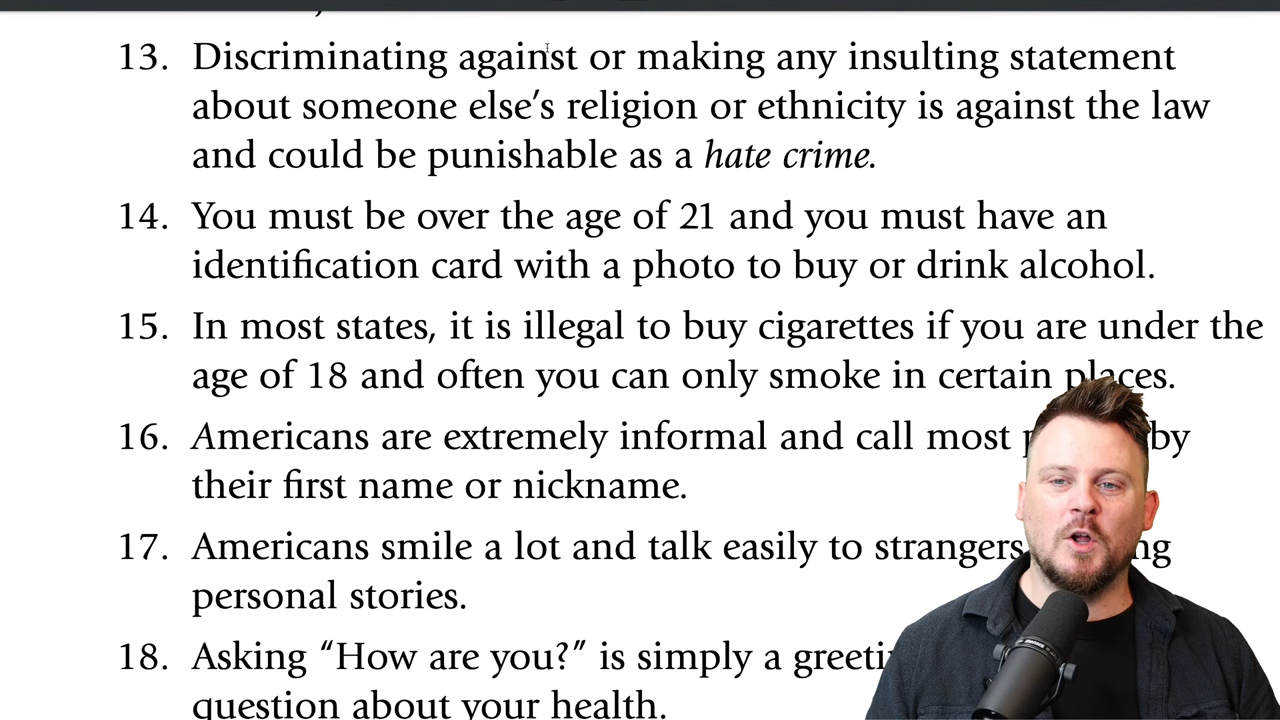 13. Discriminating against or making any insulting statement
about someone else's religion or ethnicity is against the law
and could be punishable as a hate crime.
14. You must be over the age of 21 and you must have an
identification card with a photo to buy or drink alcohol.
15. In most states, it is illegal to buy cigarettes if you are under the
age of 18 and often you can only smoke in certain places.
16. Americans are extremely informal and call most by
their first name or nickname.
17. Americans smile a lot and talk easily to strangers
personal stories.
18. Asking “How are you?” is simply a
question about your health.